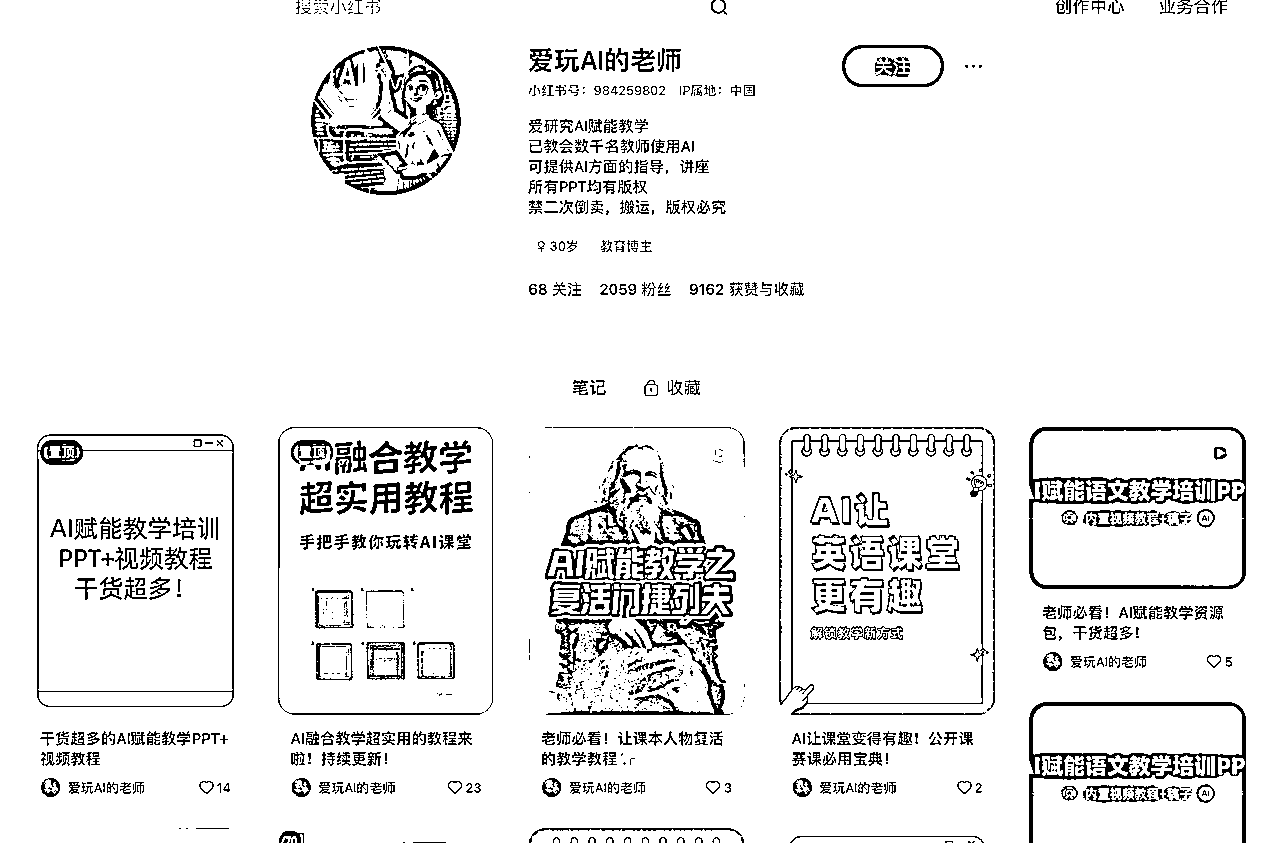 搜索小红书
创作中心
业务合作
AI
爱玩AI的老师
关注
小红书号：984259802 IP属地：中国
爱研究AI赋能教学
已教会数千名教师使用AI
可提供AI方面的指导，讲座
所有PPT均有版权
禁二次倒卖，搬运，版权必究
♀ 30岁 教育博主
68 关注 2059 粉丝 9162 获赞与收藏
笔记 收藏
置顶
AI赋能教学培训
PPT+视频教程
干货超多！
干货超多的AI赋能教学PPT+
视频教程
爱玩AI的老师 14
置顶
AI融合教学
超实用教程
手把手教你玩转AI课堂
AI融合教学超实用的教程来
啦！持续更新！
爱玩AI的老师 23
AI赋能教学之
复活门捷列夫
老师必看！让课本人物复活
的教学教程
爱玩AI的老师 3
AI让
英语课堂
更有趣
解锁教学新方式
AI让课堂变得有趣！公开课
赛课必用宝典！
爱玩AI的老师 2
AI赋能语文教学培训PP
内置视频教程+稿子 AI
老师必看！AI赋能教学资源
包，干货超多！
爱玩AI的老师 5
AI赋能语文教学培训PP
内置视频教程+稿子 AI